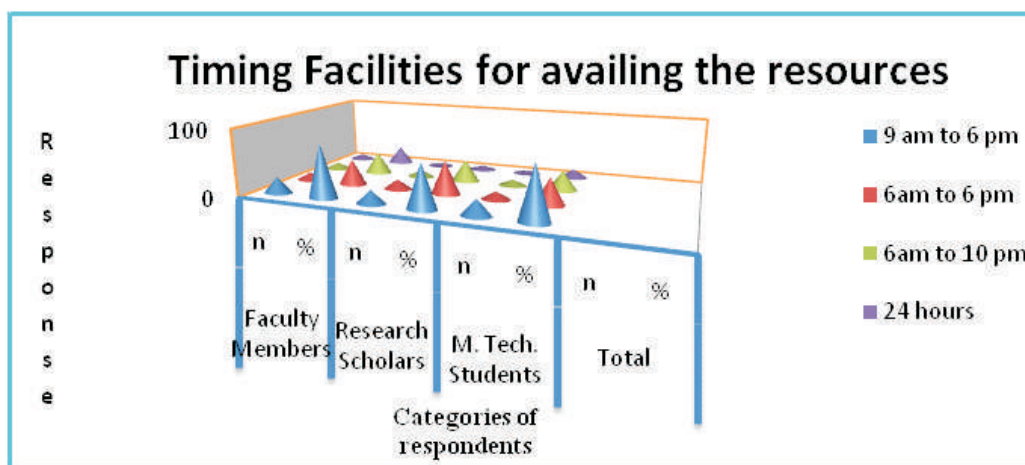 Timing Facilities for availing the resources
Response
100
0
n % n % n % n %
Faculty Members
Research Scholars
M. Tech. Students
Total
Categories of
respondents
9 am to 6 pm
6am to 6 pm
6am to 10 pm
24 hours